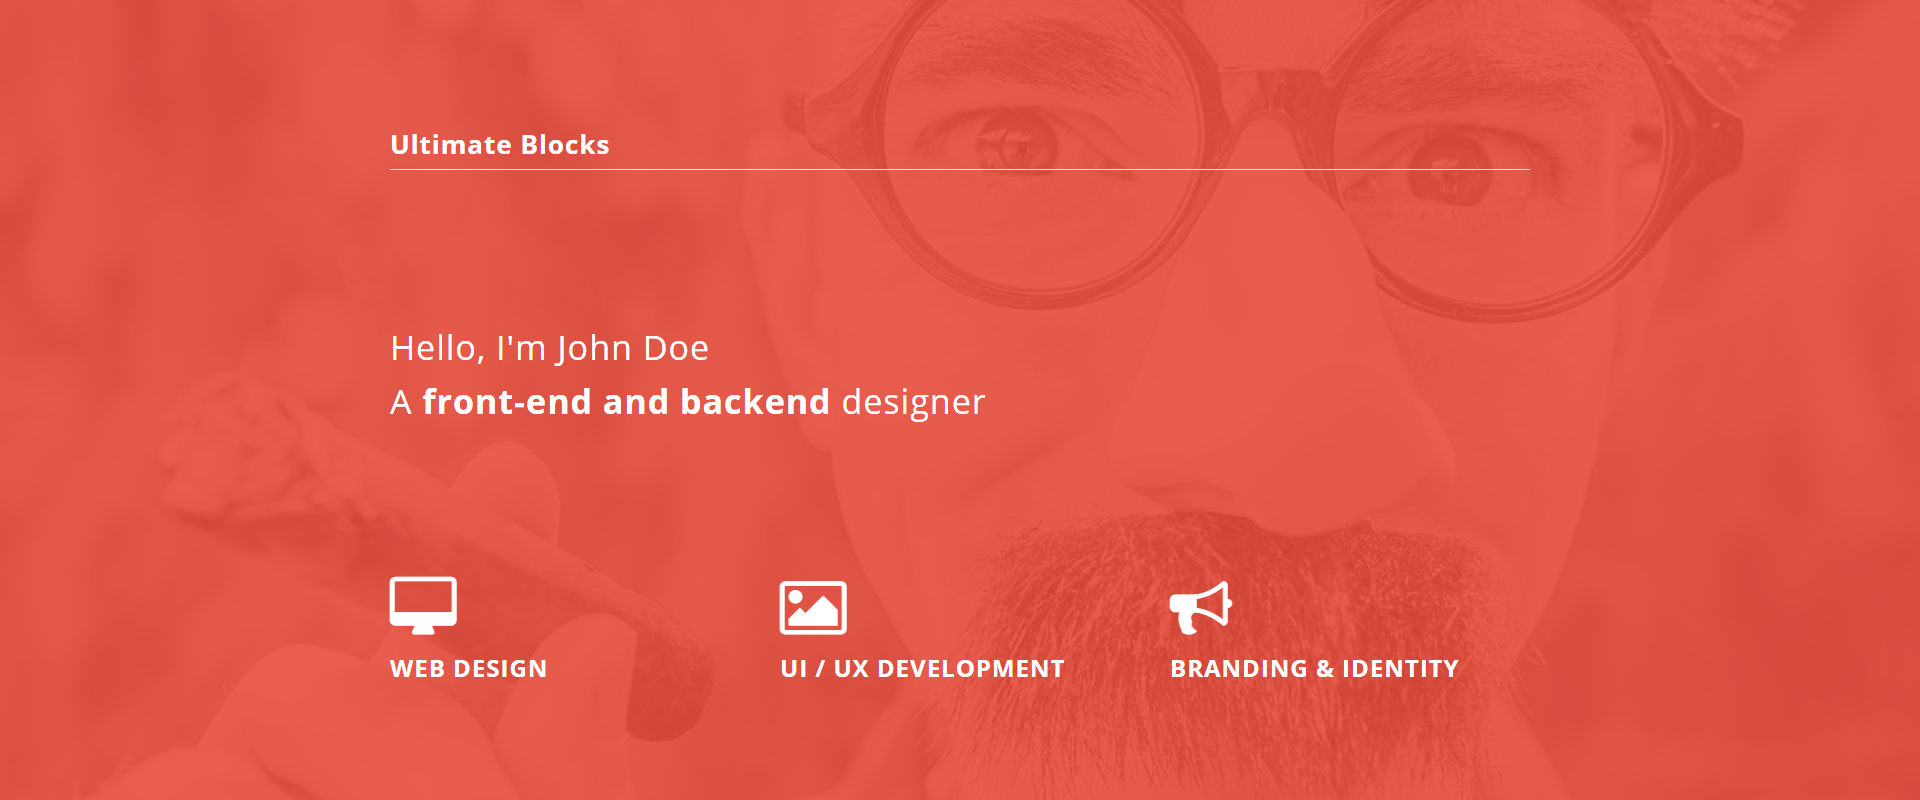 Ultimate Blocks
Hello, I'm John Doe
A front-end and backend designer
WEB DESIGN
UI / UX DEVELOPMENT
BRANDING & IDENTITY